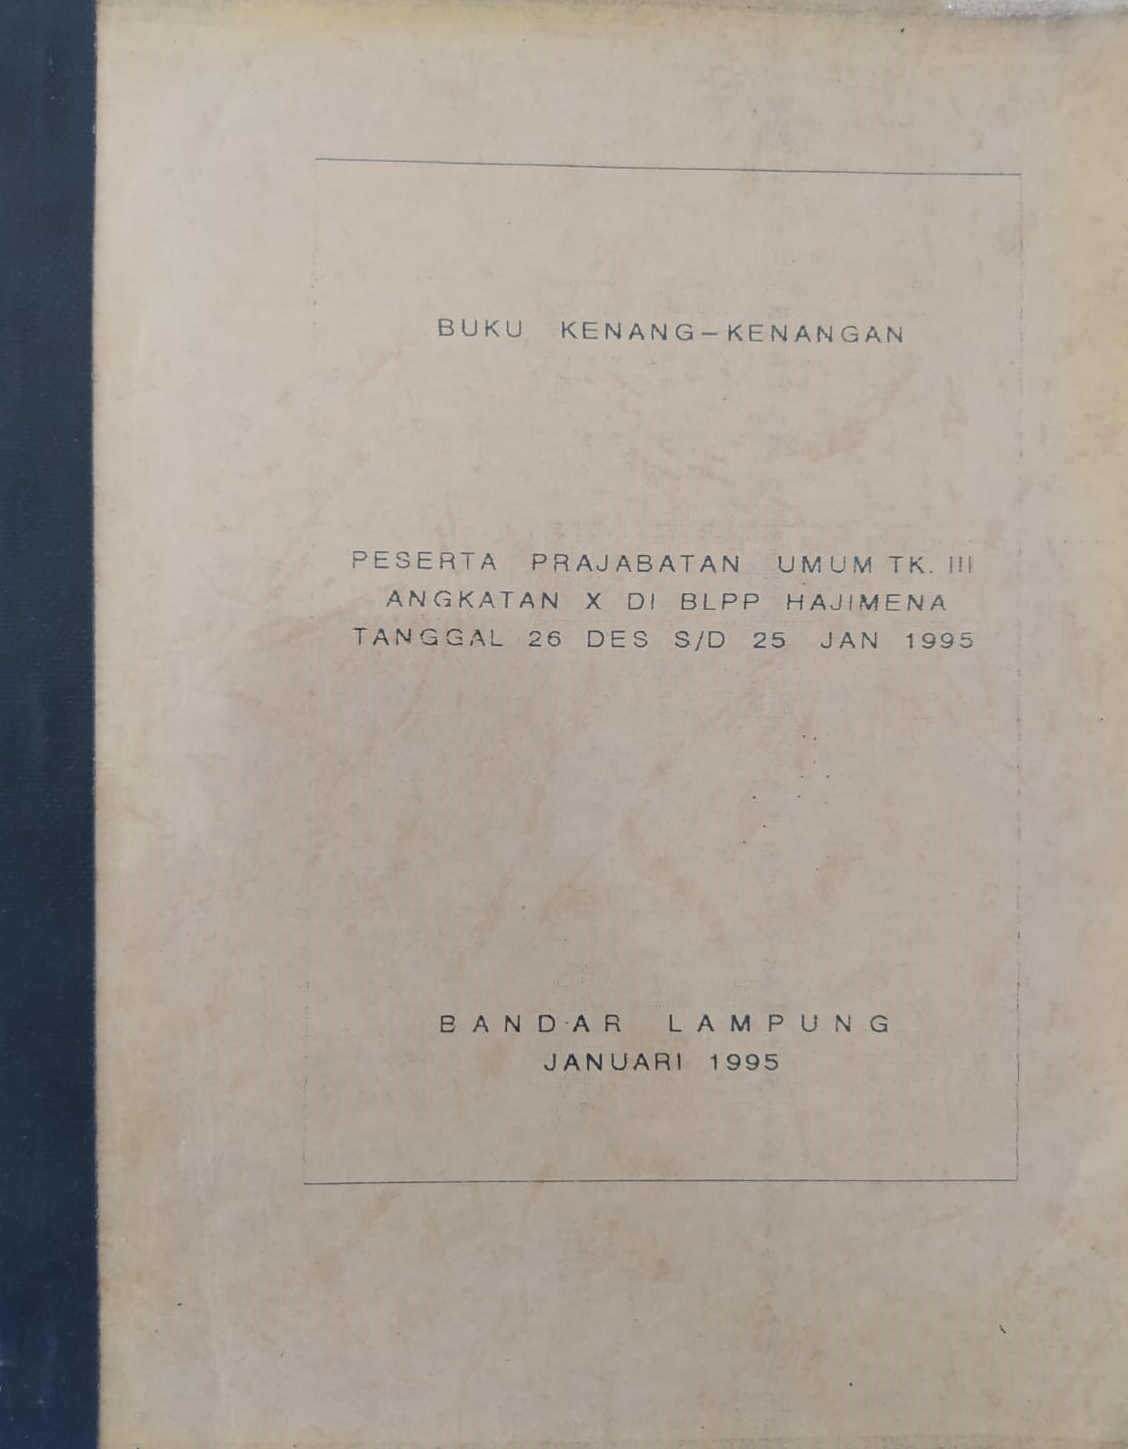 BUKU KENANG-KENANGAN
PESERTA PRAJABATAN UMUM TK. III
ANGKATAN X DI BLPP HAJIMENA
TANGGAL 26 DES S/D 25 JAN 1995
BANDAR LAMPUNG
JANUARI 1995